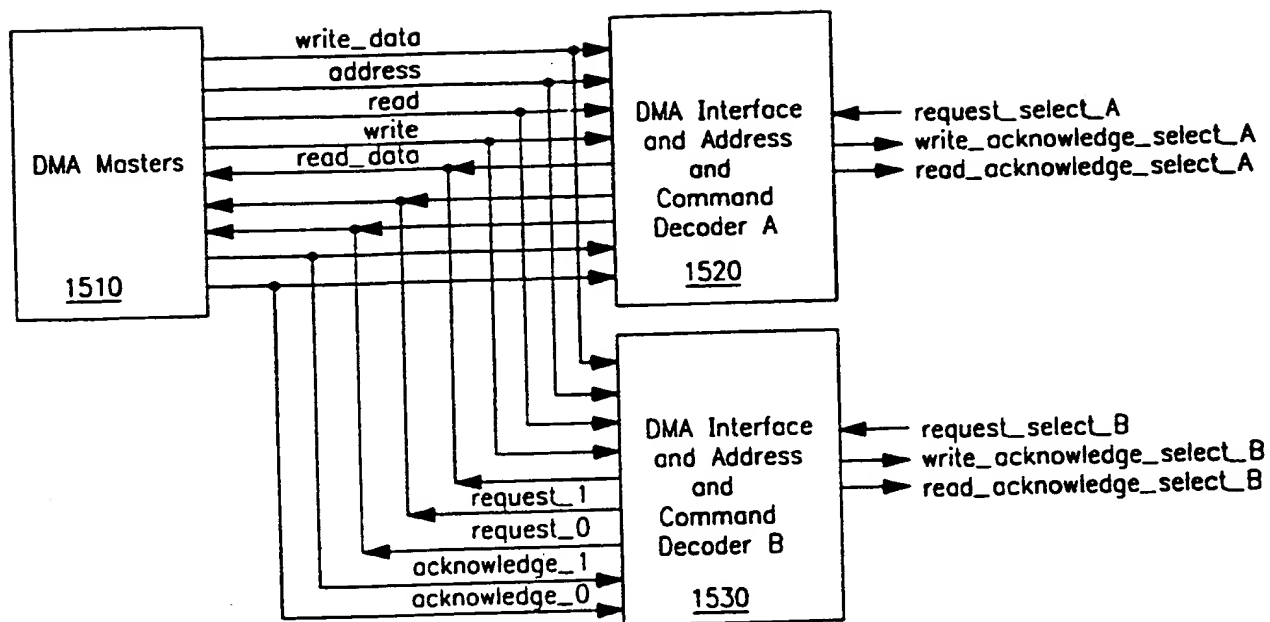 write_data
address
read
write
read_data
DMA Masters
1510
DMA Interface
and Address
and
Command
Decoder A
1520
request_select_A
write_acknowledge_select_A
read_acknowledge_select_A
request_1
request_0
acknowledge_1
acknowledge_0
DMA Interface
and Address
and
Command
Decoder B
1530
request_select_B
write_acknowledge_select_B
read_acknowledge_select_B